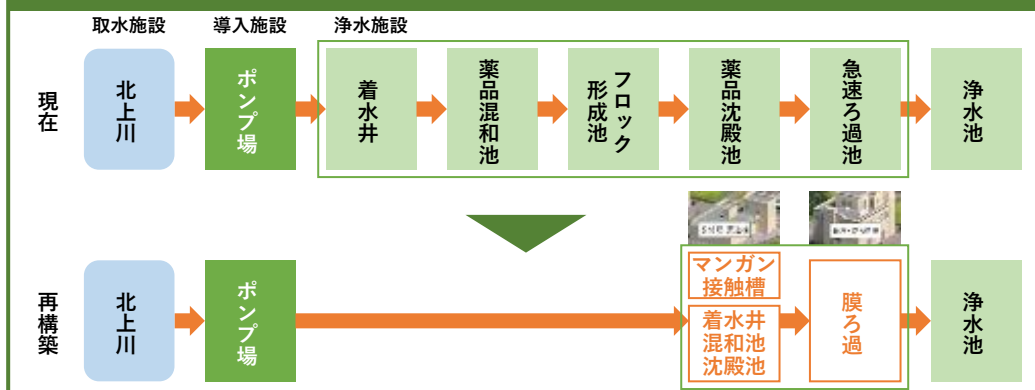 取水施設
導入施設
浄水施設
現在
北上川
ポンプ場
着水井
薬品混和池
フロック
形成池
薬品沈殿池
急速ろ過池
浄水池
再構築
北上川
ポンプ場
マンガン
接触槽
着水井
混和池
沈殿池
膜ろ過
浄水池